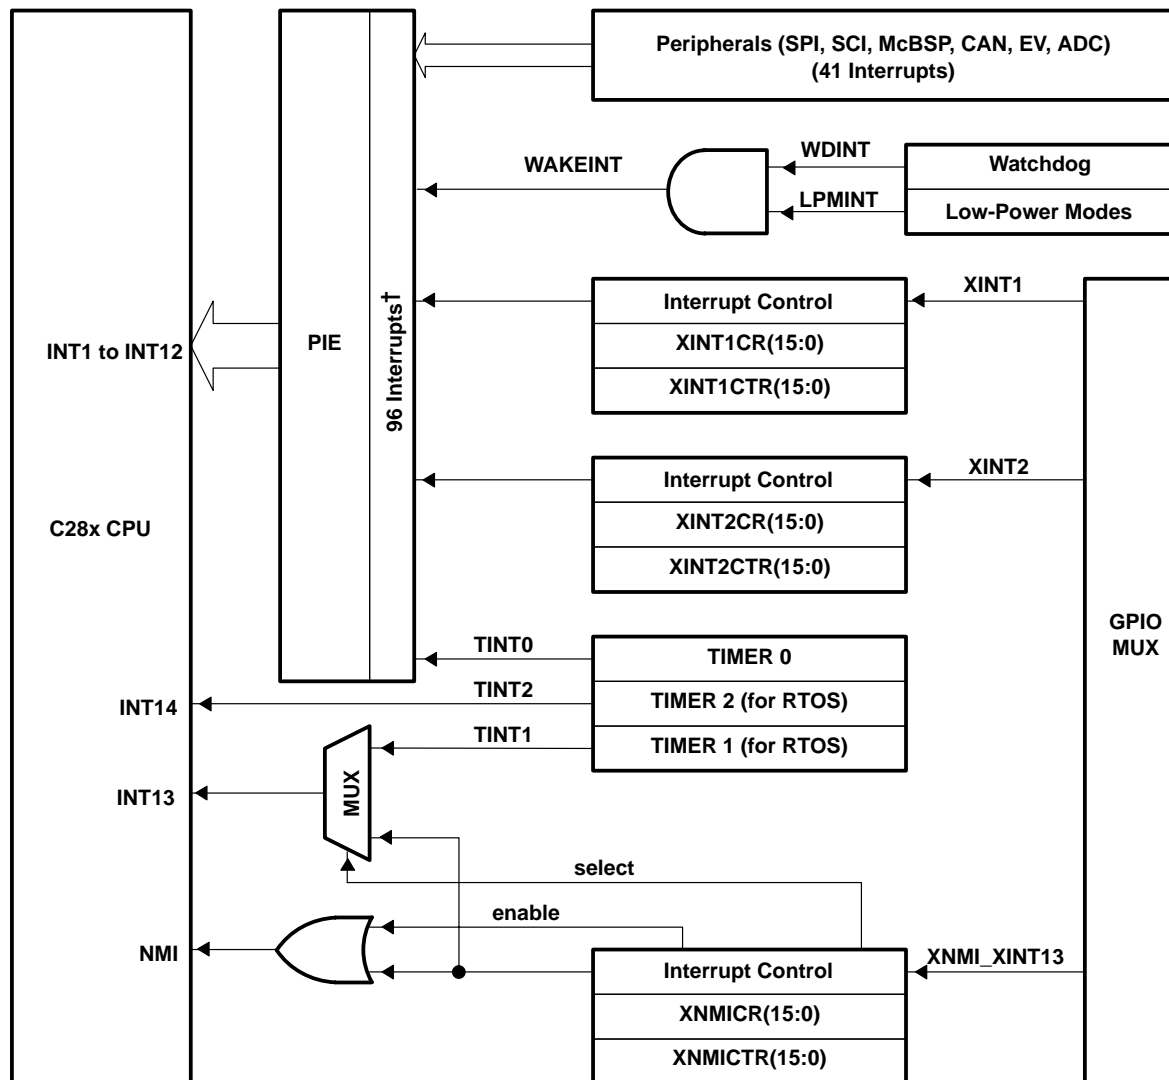 Peripherals (SPI, SCI, McBSP, CAN, EV, ADC)
(41 Interrupts)
WDINT
Watchdog
WAKEINT
LPMINT
Low-Power Modes
XINT1
Interrupt Control
96 Interrupts†
PIE
INT1 to INT12
XINT1CR(15:0)
XINT1CTR(15:0)
XINT2
Interrupt Control
C28x CPU
XINT2CR(15:0)
XINT2CTR(15:0)
GPIO
MUX
TINT0
TIMER 0
TINT2
INT14
TIMER 2 (for RTOS)
TINT1
TIMER 1 (for RTOS)
INT13
MUX
select
enable
NMI
XNMI_XINT13
Interrupt Control
XNMICR(15:0)
XNMICTR(15:0)